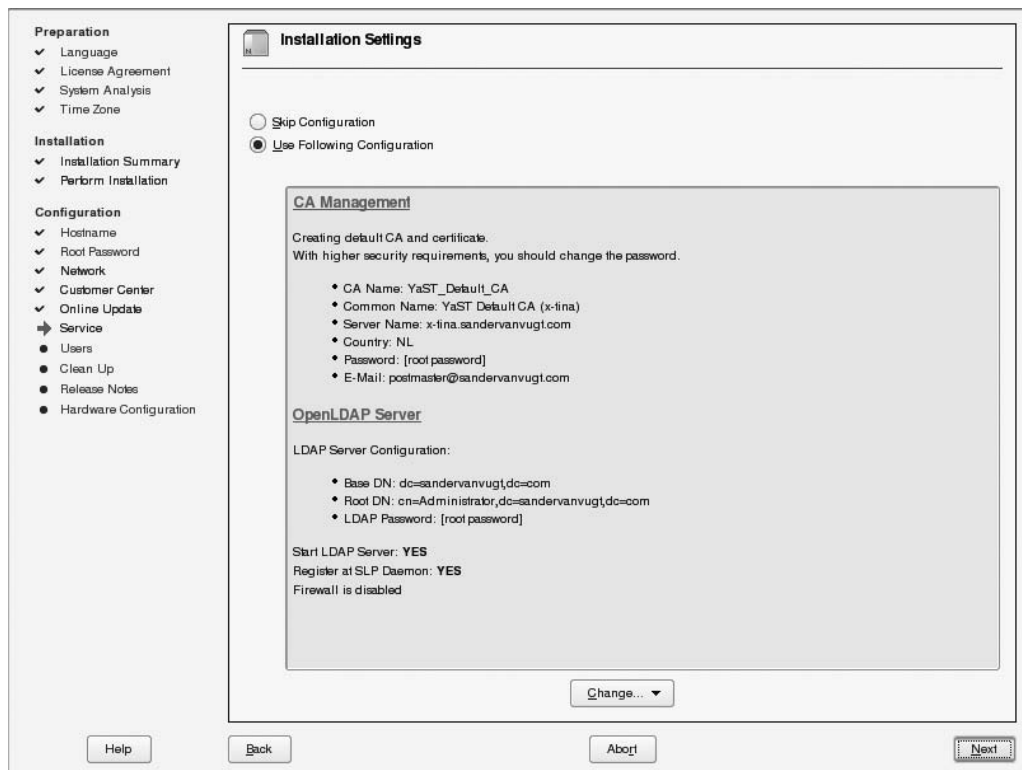 Preparation
Language
License Agreement
System Analysis
Time Zone
Installation
Installation Summary
Perform Installation
Configuration
Hostname
Root Password
Network
Customer Center
Online Update
Service
Users
Clean Up
Release Notes
Hardware Configuration
N
Installation Settings
Skip Configuration
Use Following Configuration
CA Management
Creating default CA and certificate.
With higher security requirements, you should change the password.
CA Name: YaST_Default_CA
Common Name: YaST Default CA (x-tina)
Server Name: x-tina.sandervanvugt.com
Country: NL
Password: [root password]
E-Mail: postmaster@sandervanvugt.com
OpenLDAP Server
LDAP Server Configuration:
Base DN: dc=sandervanvugt,dc=com
Root DN: cn=Administrator,dc=sandervanvugt,dc=com
LDAP Password: [root password]
Start LDAP Server: YES
Register at SLP Daemon: YES
Firewall is disabled
Change...
Help
Back
Abort
Next